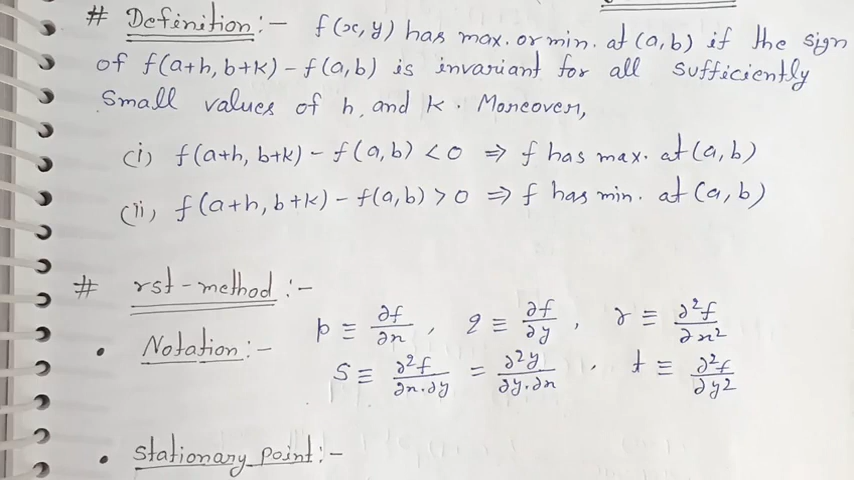 # Definition :- f(x,y) has max. or min. at (a,b) if the sign
of f(a+h, b+k) - f(a,b) is invariant for all sufficiently
small values of h and k. Moreover,
(i) f(a+h, b+k) - f(a,b) < 0 ⇒ f has max. at (a,b)
(ii) f(a+h, b+k) - f(a,b) > 0 ⇒ f has min. at (a,b)
# rst-method :-
• Notation :- p ≡ ∂f/∂x , q ≡ ∂f/∂y , r ≡ ∂²f/∂x²
s ≡ ∂²f/∂x.∂y = ∂²y/∂y.∂x , t ≡ ∂²f/∂y²
• Stationary point :-